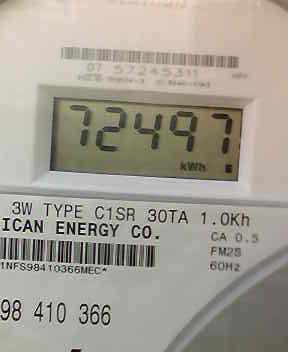 07 57245311
72497
kWh
3W TYPE C1SR 30TA 1.0Kh
ICAN ENERGY CO.
CA 0.5
FM2S
60Hz
1NFS98410366MEC*
98 410 366